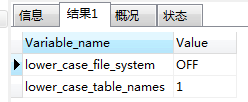 信息 结果1 概况 状态
Variable_name Value
lower_case_file_system OFF
lower_case_table_names 1